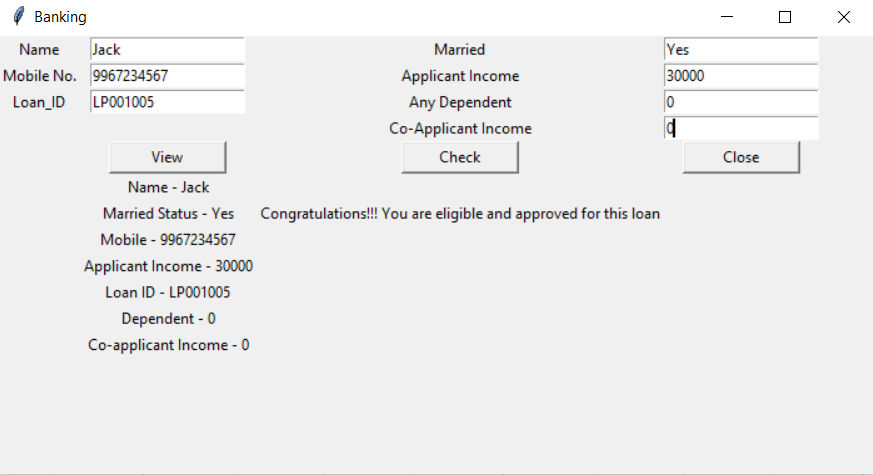 Banking
Name Jack Married Yes
Mobile No. 9967234567 Applicant Income 30000
Loan_ID LP001005 Any Dependent 0
Co-Applicant Income 0
View Check Close
Name - Jack
Married Status - Yes Congratulations!!! You are eligible and approved for this loan
Mobile - 9967234567
Applicant Income - 30000
Loan ID - LP001005
Dependent - 0
Co-applicant Income - 0